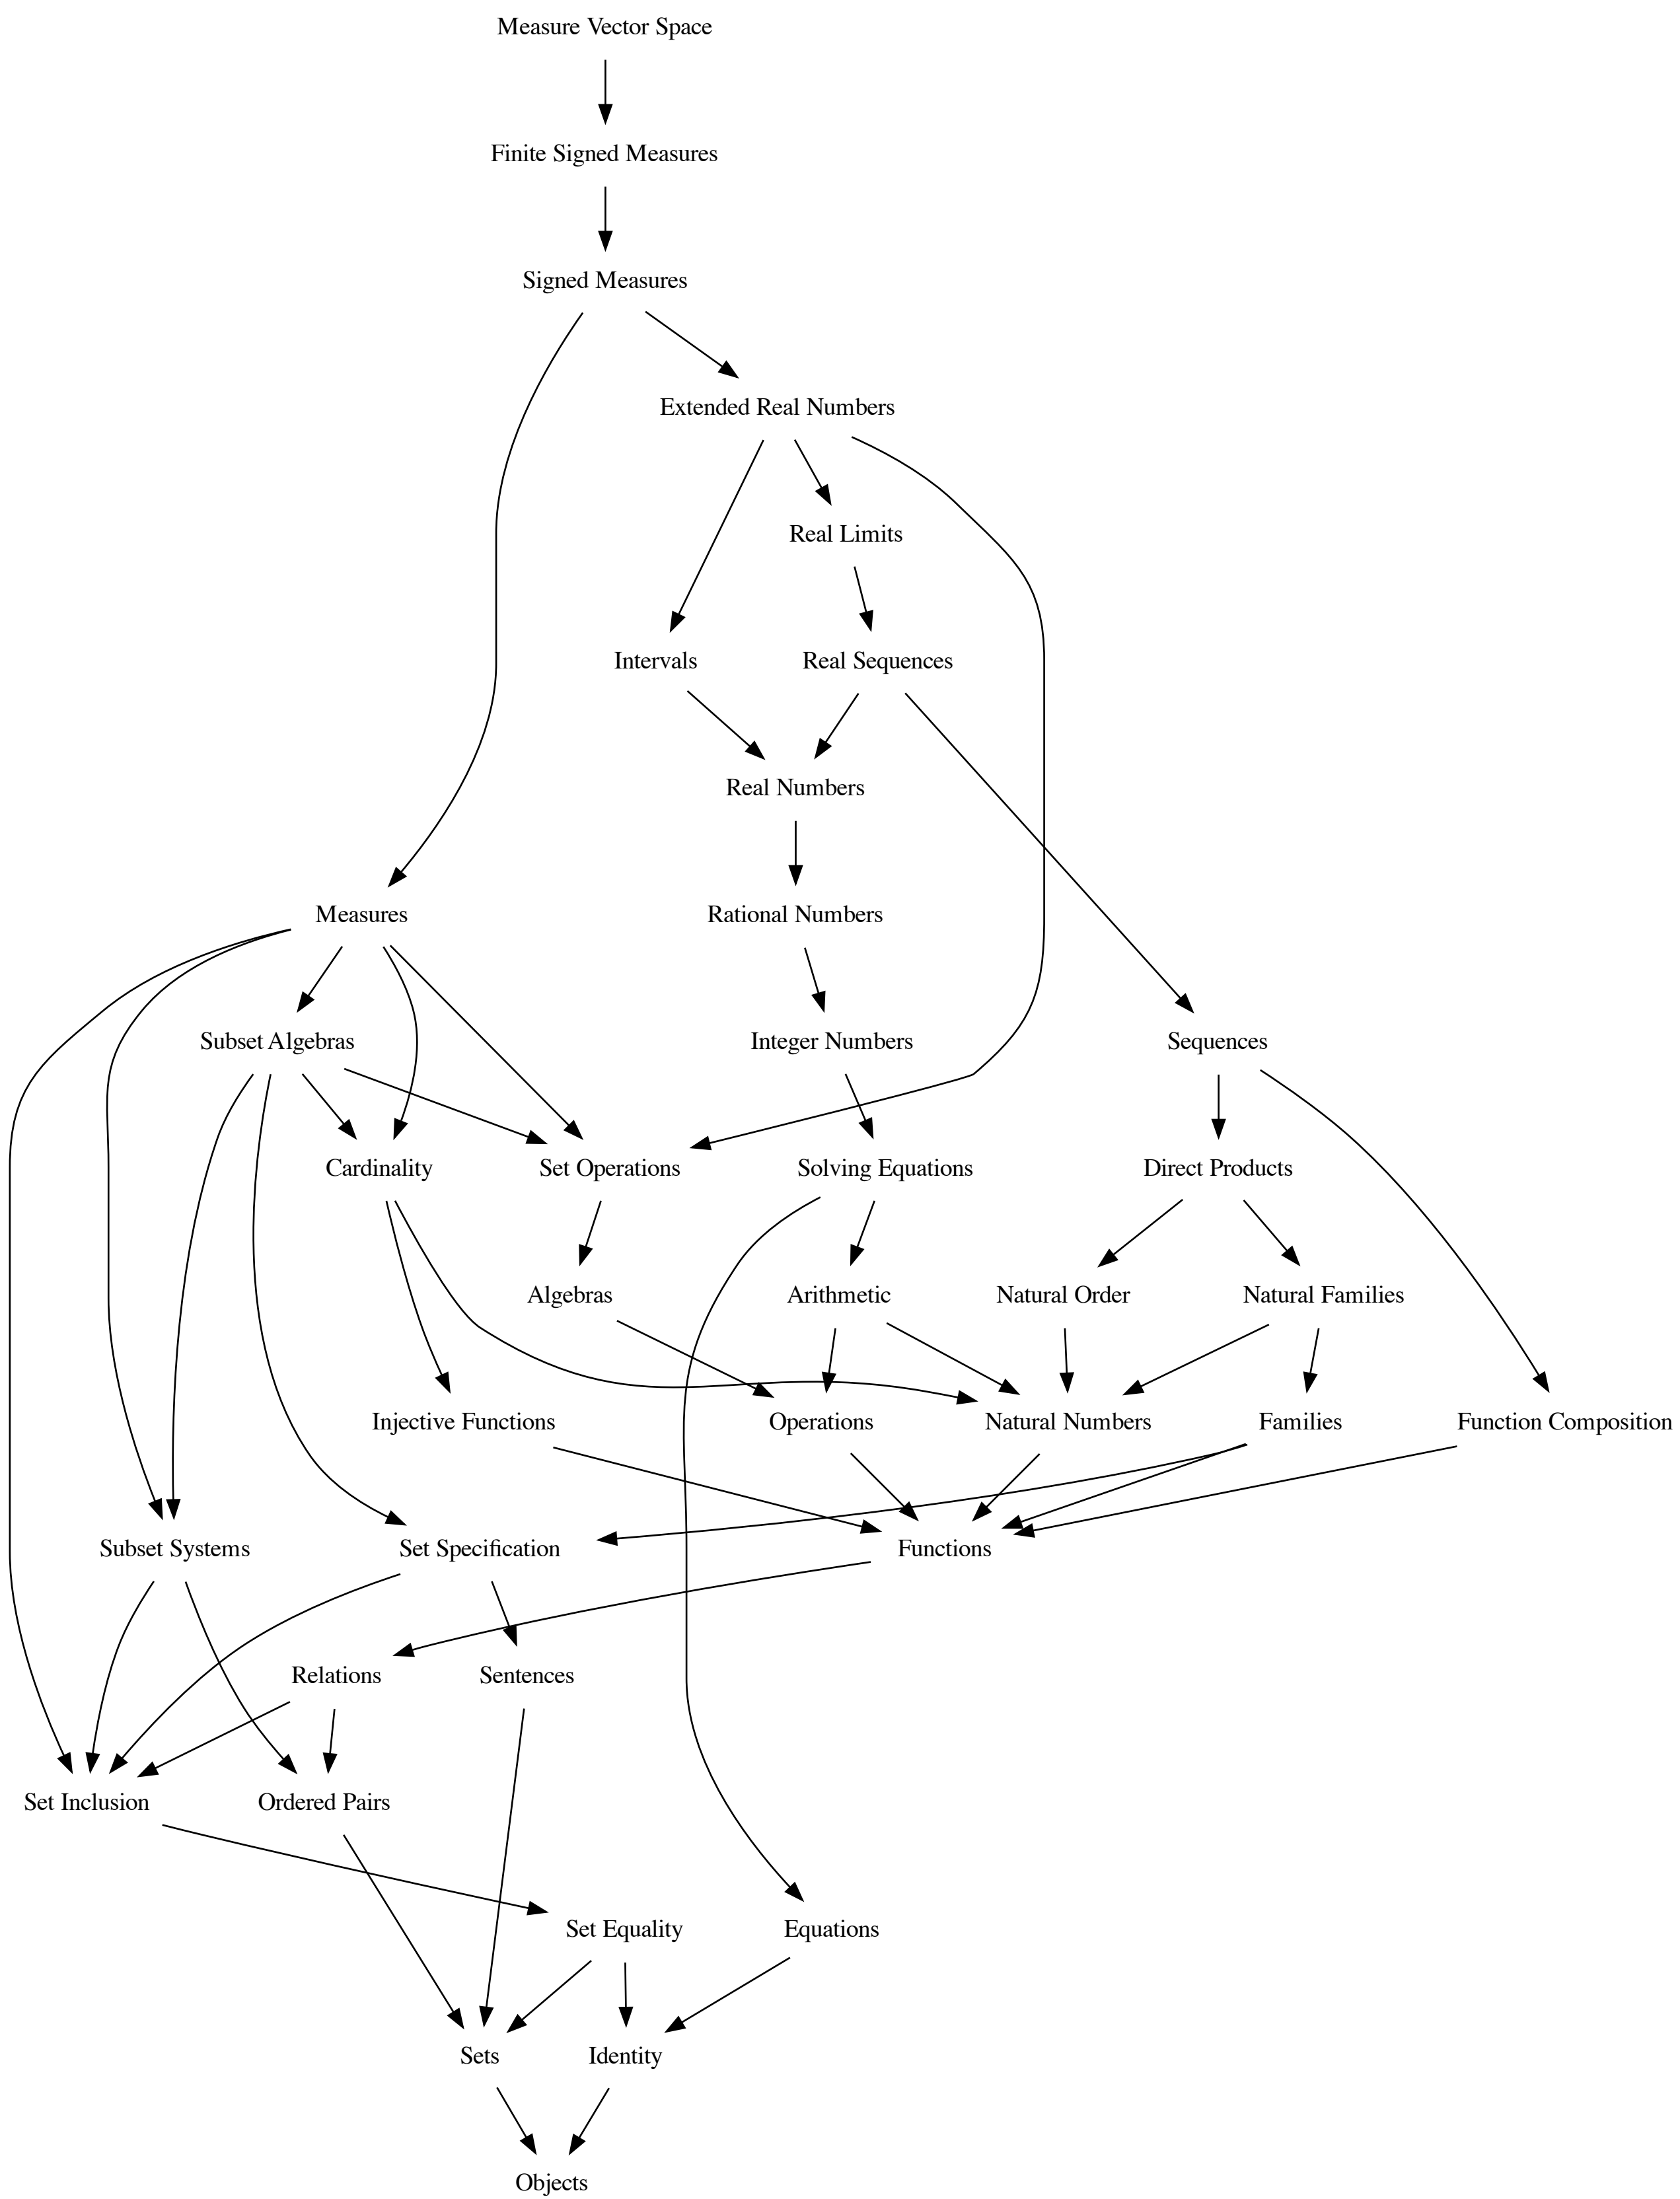 Measure Vector Space
Finite Signed Measures
Signed Measures
Extended Real Numbers
Real Limits
Intervals
Real Sequences
Real Numbers
Measures
Rational Numbers
Subset Algebras
Integer Numbers
Sequences
Cardinality
Set Operations
Solving Equations
Direct Products
Algebras
Arithmetic
Natural Order
Natural Families
Injective Functions
Operations
Natural Numbers
Families
Function Composition
Subset Systems
Set Specification
Functions
Relations
Sentences
Set Inclusion
Ordered Pairs
Set Equality
Equations
Sets
Identity
Objects